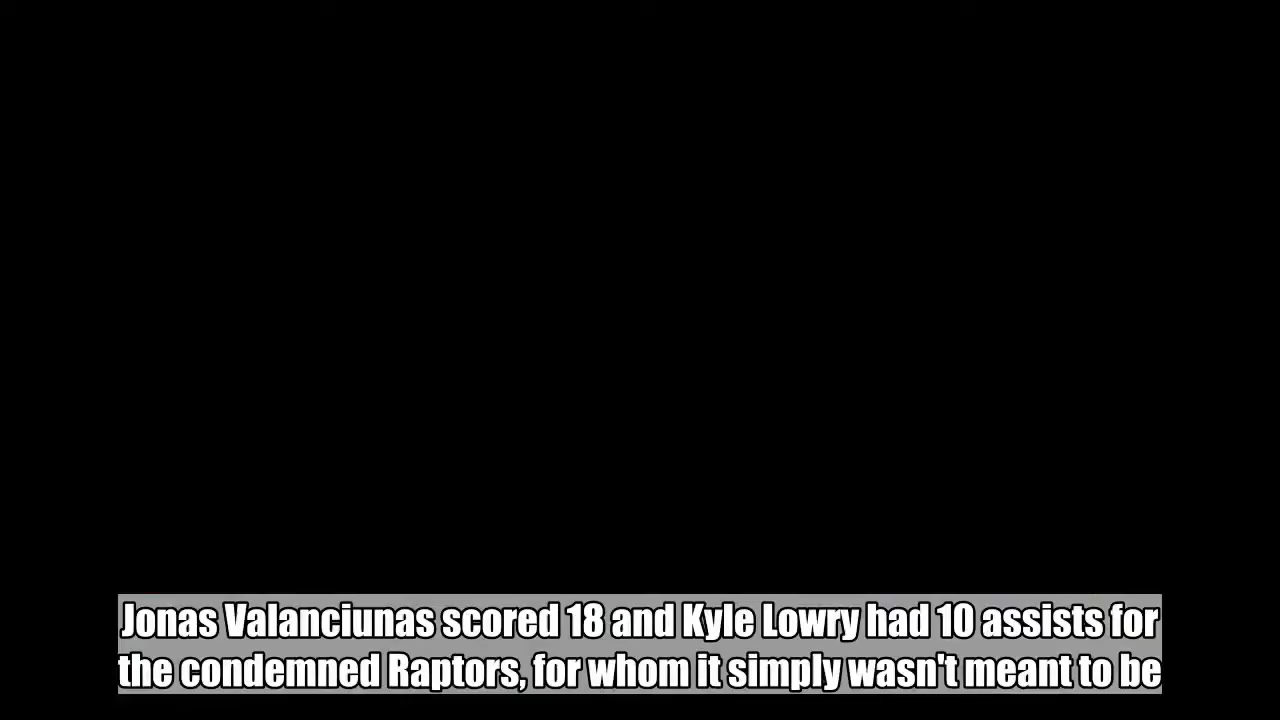 Jonas Valanciunas scored 18 and Kyle Lowry had 10 assists for
the condemned Raptors, for whom it simply wasn't meant to be